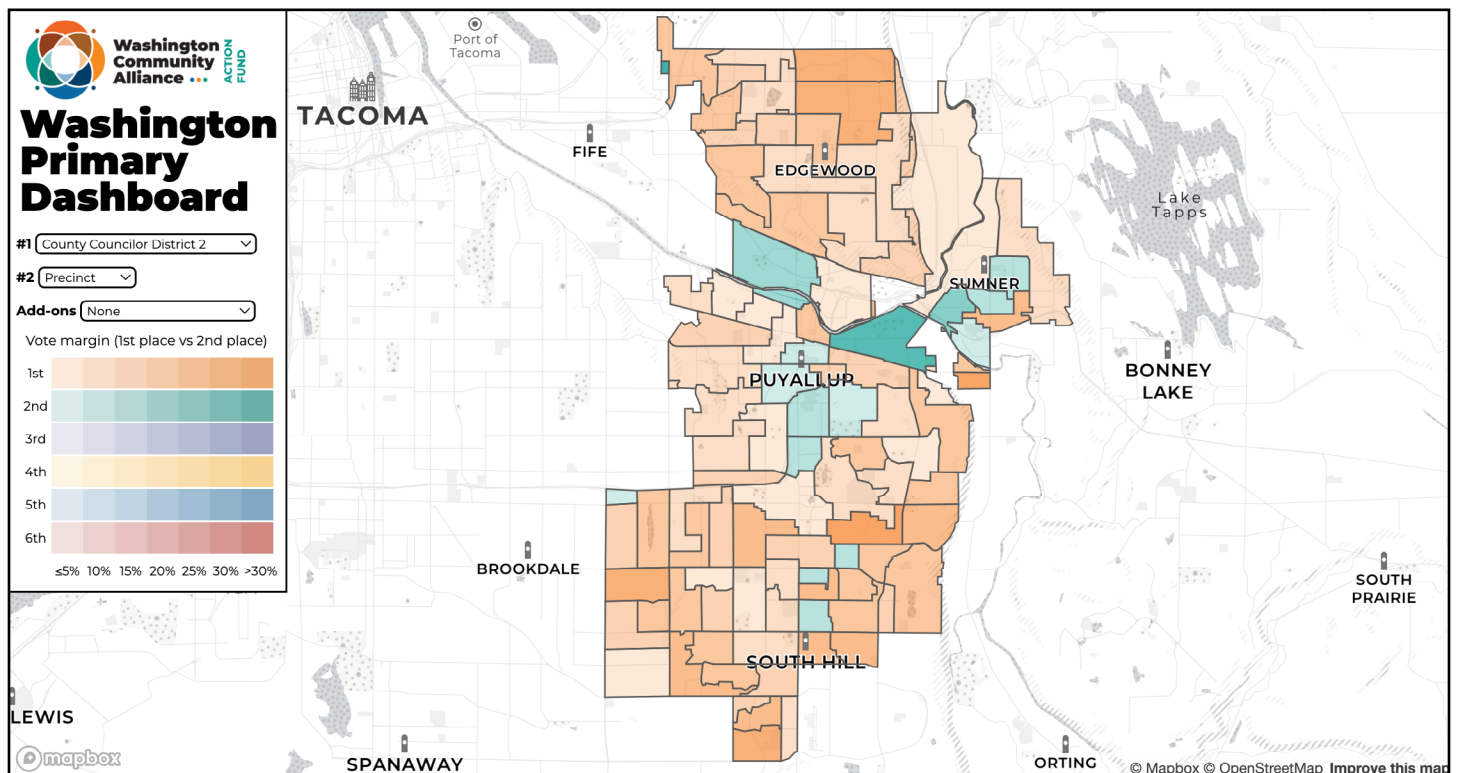 Washington
Community
Alliance
ACTION
FUND
Washington
Primary
Dashboard
#1 County Councilor District 2
#2 Precinct
Add-ons None
Vote margin (1st place vs 2nd place)
1st
2nd
3rd
4th
5th
6th
≤5% 10% 15% 20% 25% 30% >30%
Port of
Tacoma
TACOMA
FIFE
EDGEWOOD
Lake
Tapps
SUMNER
PUYALLUP
BONNEY
LAKE
BROOKDALE
SOUTH
PRAIRIE
SOUTH HILL
LEWIS
SPANAWAY
ORTING
mapbox
© Mapbox © OpenStreetMap Improve this map